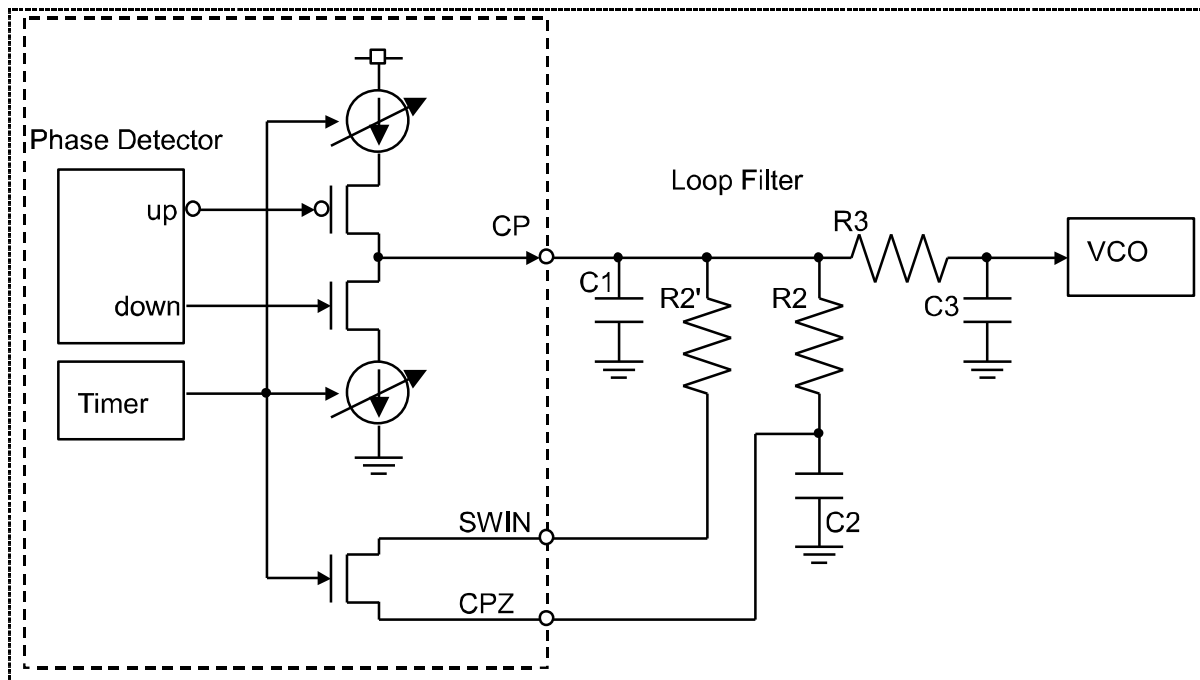 Phase Detector
up
down
Timer
CP
SWIN
CPZ
Loop Filter
C1
R2'
R2
R3
C3
C2
VCO